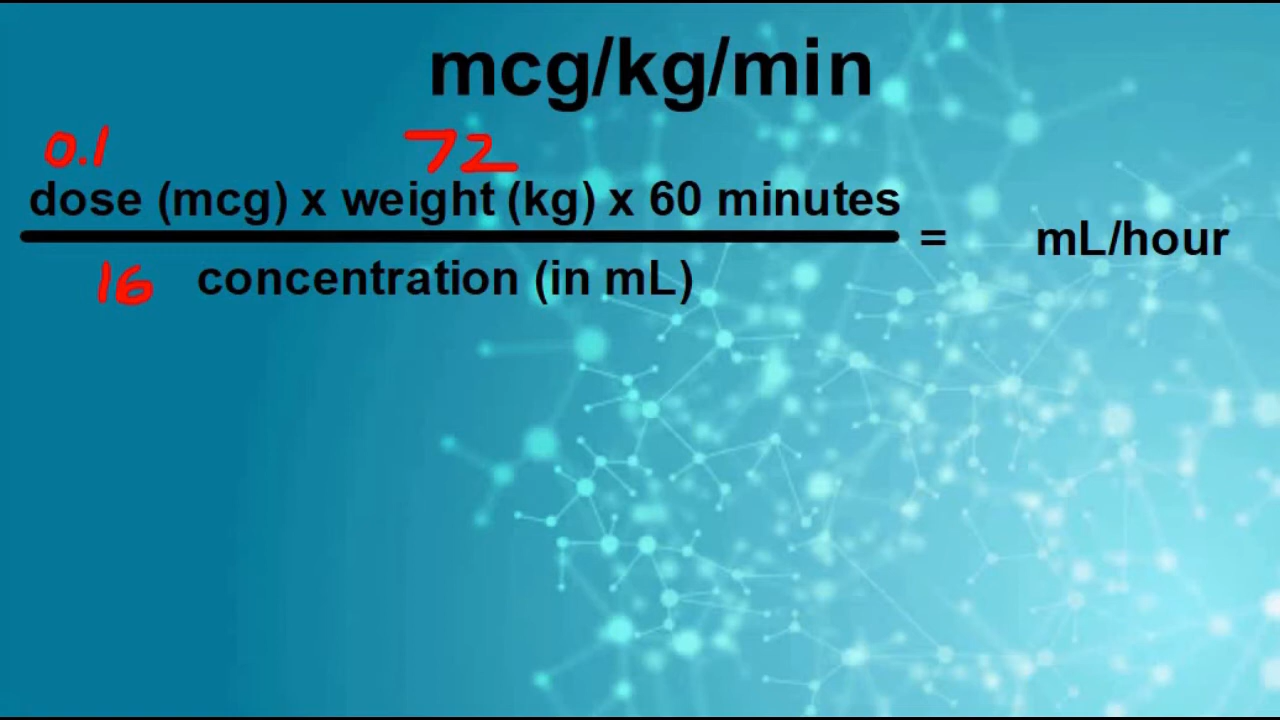 mcg/kg/min
0.1 72
dose (mcg) x weight (kg) x 60 minutes
= mL/hour
16 concentration (in mL)